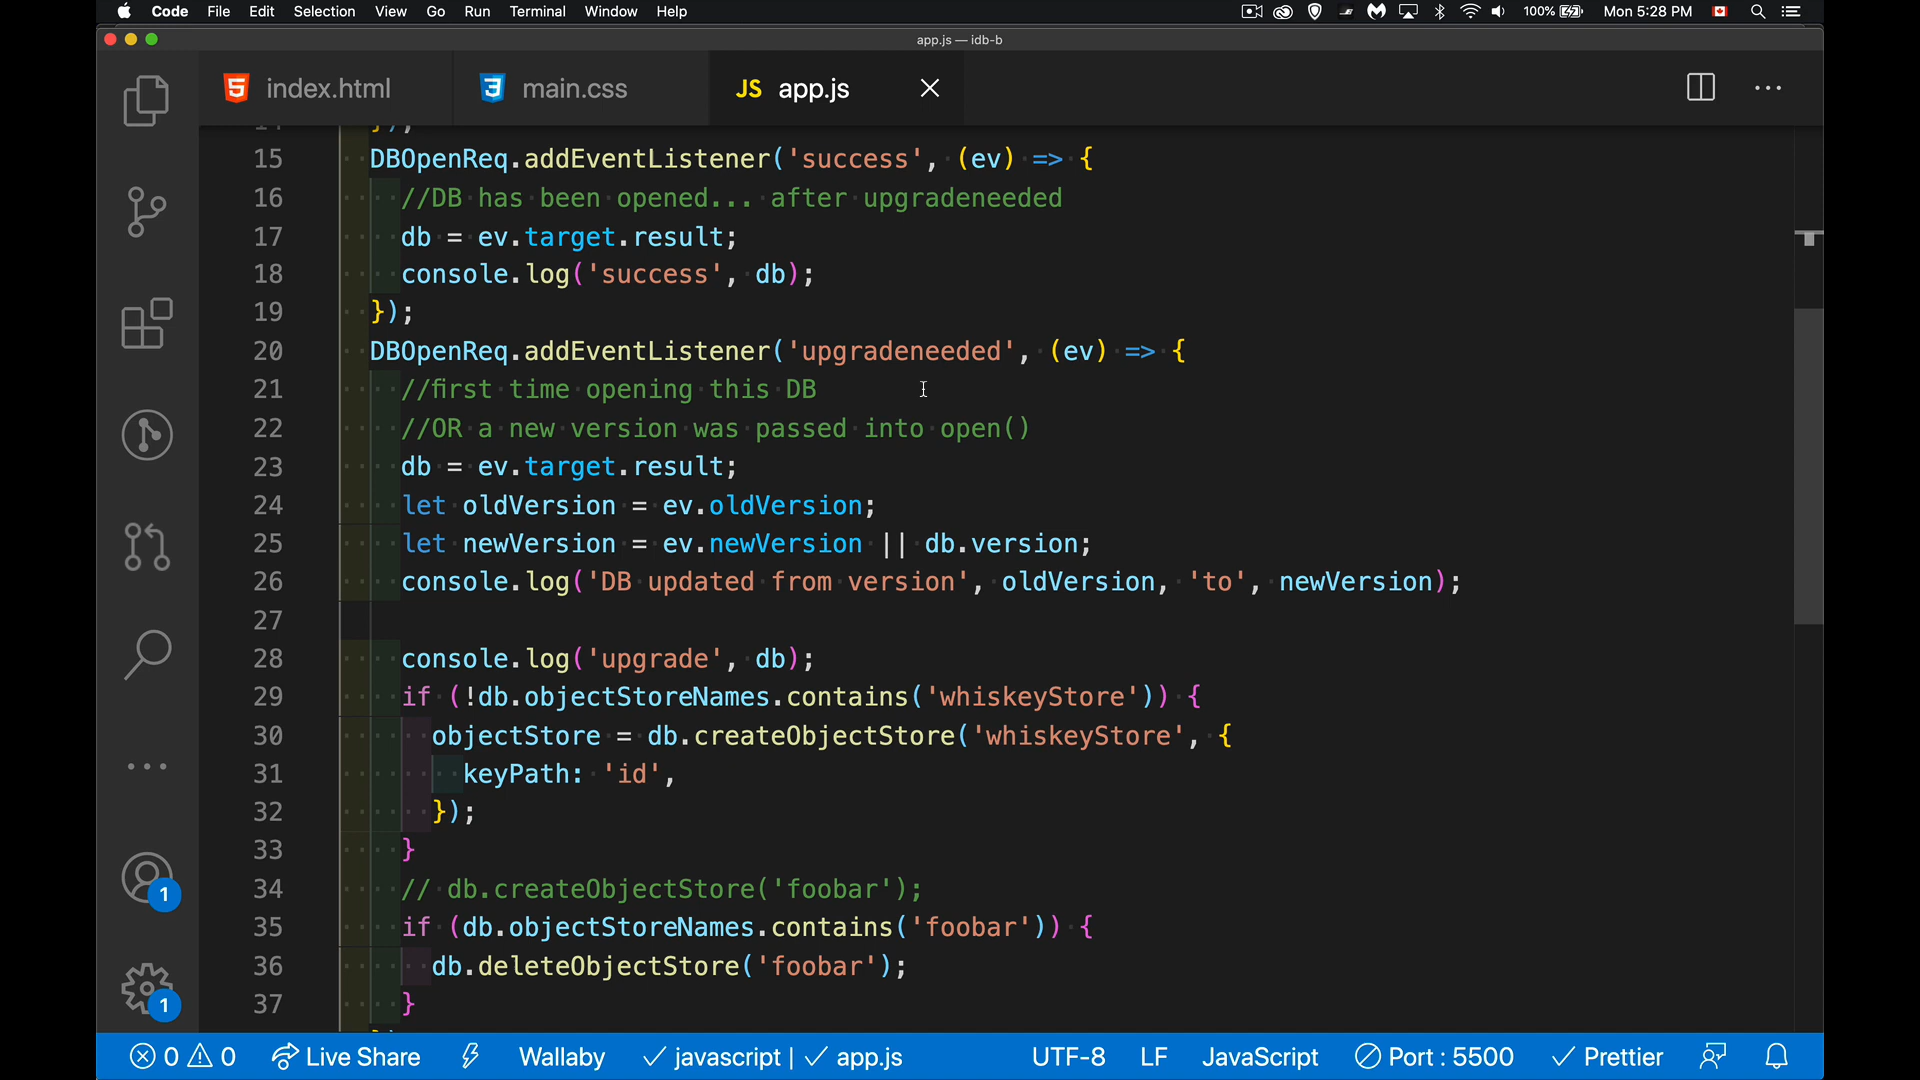 Code File Edit Selection View Go Run Terminal Window Help 100% Mon 5:28 PM
app.js — idb-b
index.html main.css JS app.js
15 DBOpenReq.addEventListener('success', (ev) => {
16 //DB has been opened... after upgradeneeded
17 db = ev.target.result;
18 console.log('success', db);
19 });
20 DBOpenReq.addEventListener('upgradeneeded', (ev) => {
21 //first time opening this DB
22 //OR a new version was passed into open()
23 db = ev.target.result;
24 let oldVersion = ev.oldVersion;
25 let newVersion = ev.newVersion || db.version;
26 console.log('DB updated from version', oldVersion, 'to', newVersion);
27
28 console.log('upgrade', db);
29 if (!db.objectStoreNames.contains('whiskeyStore')) {
30 objectStore = db.createObjectStore('whiskeyStore', {
31 keyPath: 'id',
32 });
33 }
34 // db.createObjectStore('foobar');
35 if (db.objectStoreNames.contains('foobar')) {
36 db.deleteObjectStore('foobar');
37 }
1
1
0 0 Live Share Wallaby javascript | app.js UTF-8 LF JavaScript Port : 5500 Prettier